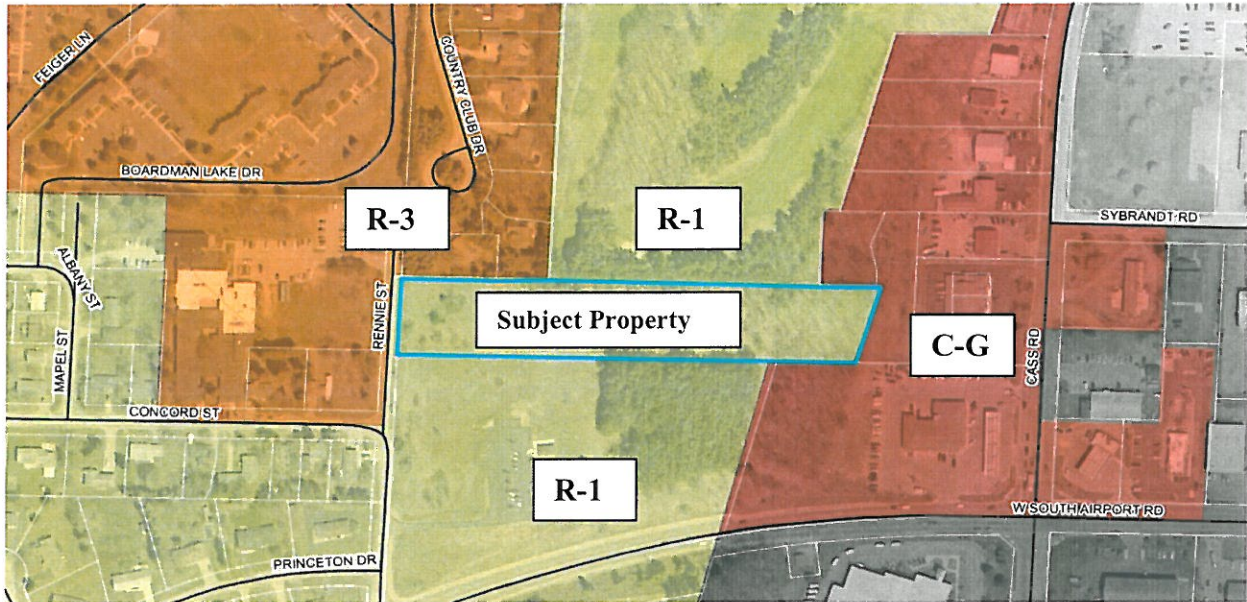 FEIGER LN
COUNTRY CLUB DR
BOARDMAN LAKE DR
R-3
R-1
SYBRANDT RD
ALBANY ST
MAPEL ST
RENNIE ST
Subject Property
C-G
CASS RD
CONCORD ST
R-1
W SOUTH AIRPORT RD
PRINCETON DR